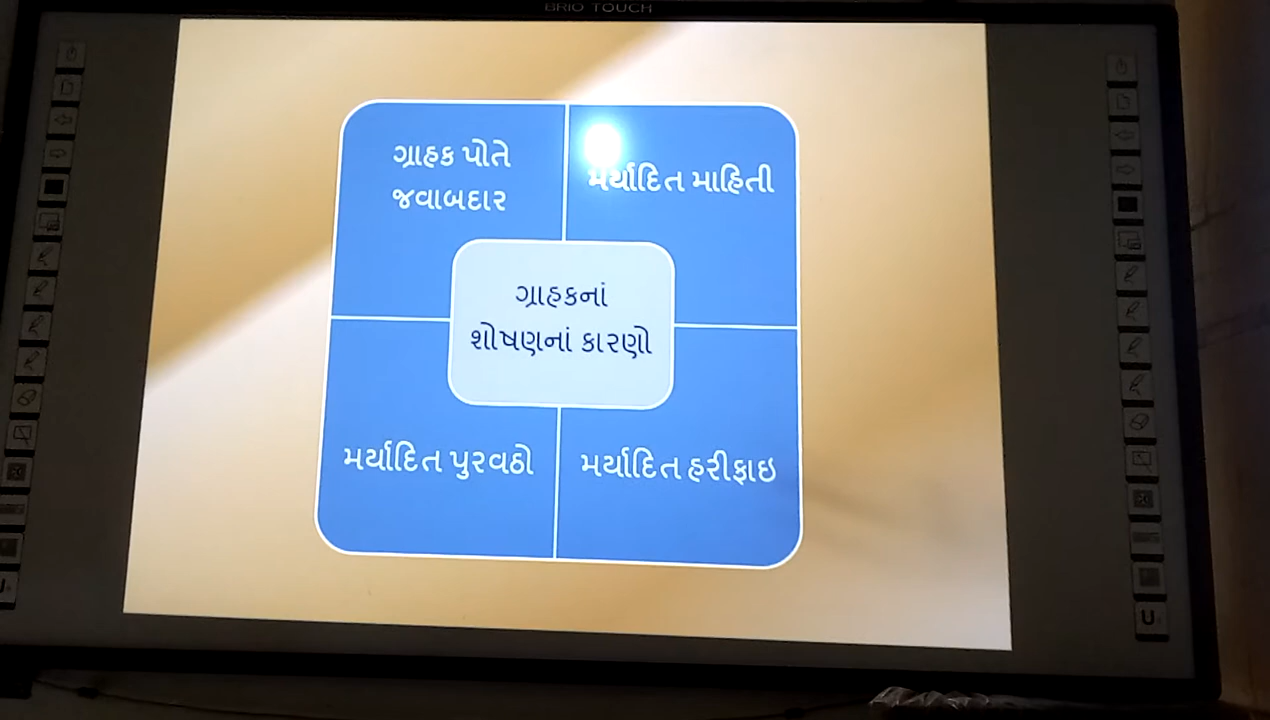 BRIO TOUCH
ગ્રાહક પોતે
જવાબદાર
મર્યાદિત માહિતી
ગ્રાહકનાં
શોષણનાં કારણો
મર્યાદિત પુરવઠો
મર્યાદિત હરીફાઇ